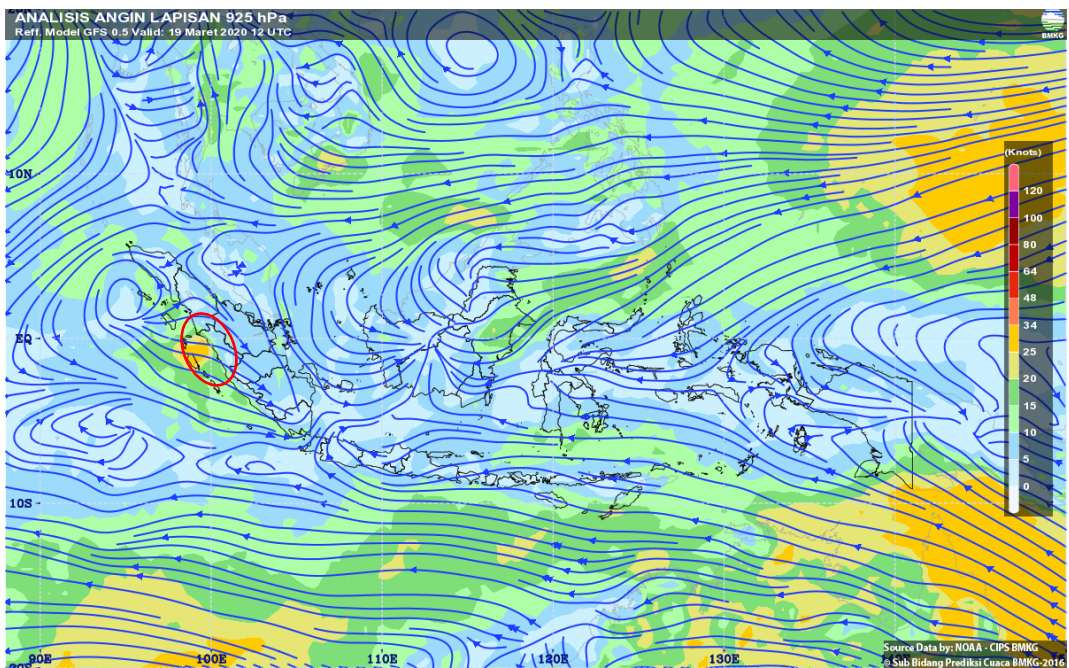 ANALISIS ANGIN LAPISAN 925 hPa
Reff. Model GFS 0.5 Valid: 19 Maret 2020 12 UTC
BMKG
10N
(Knots)
120
100
80
64
48
34
25
20
15
10
5
0
EQ
10S
90E
100E
110E
120E
130E
Source Data by: NOAA - CIPS BMKG
© Sub Bidang Prediksi Cuaca BMKG-2016